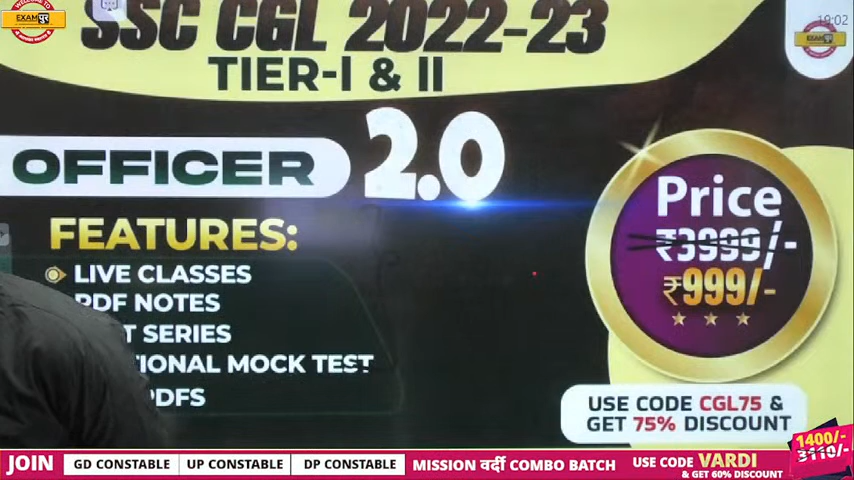 EXAM पुर
19:02
SSC CGL 2022-23
TIER-I & II
OFFICER 2.0
FEATURES:
LIVE CLASSES
PDF NOTES
SERIES
MOCK TEST
PDFS
Price
₹3999/-
₹999/-
USE CODE CGL75 &
GET 75% DISCOUNT
JOIN GD CONSTABLE UP CONSTABLE DP CONSTABLE MISSION वर्दी COMBO BATCH USE CODE VARDI
& GET 60% DISCOUNT
1400/-
3110/-